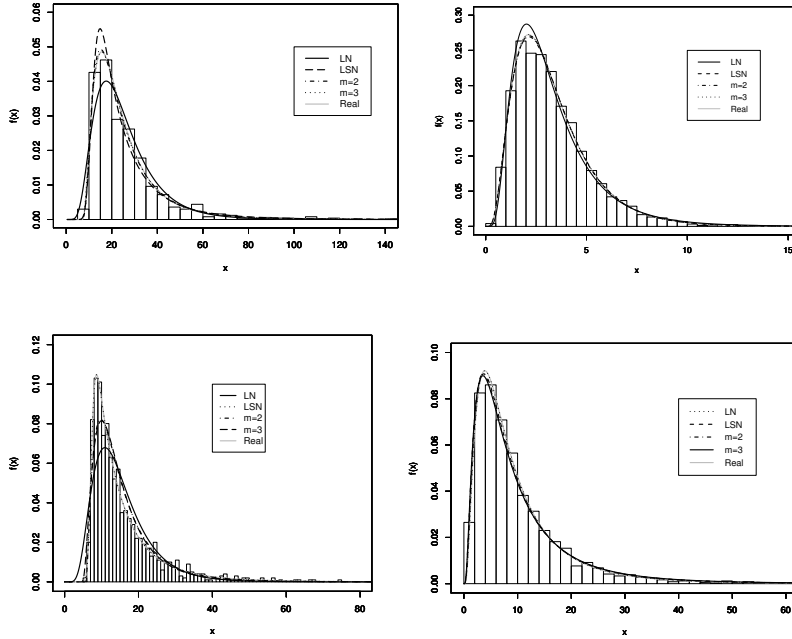 0.06
0.05
0.04
0.03
0.02
0.01
0.00
f(x)
LN
LSN
m=2
m=3
Real
0 20 40 60 80 100 120 140
x
0.30
0.25
0.20
0.15
0.10
0.05
0.00
f(x)
LN
LSN
m=2
m=3
Real
0 5 10 15
x
0.12
0.10
0.08
0.06
0.04
0.02
0.00
f(x)
LN
LSN
m=2
m=3
Real
0 20 40 60 80
x
0.10
0.08
0.06
0.04
0.02
0.00
f(x)
LN
LSN
m=2
m=3
Real
0 10 20 30 40 50 60
x